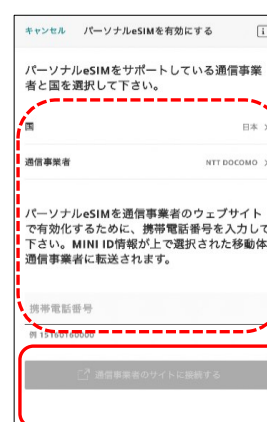 キャンセル パーソナルeSIMを有効にする
パーソナルeSIMをサポートしている通信事業
者と国を選択して下さい。
国 日本
通信事業者 NTT DOCOMO
パーソナルeSIMを通信事業者のウェブサイト
で有効化するために、携帯電話番号を入力して
下さい。MINI ID情報が上で選択された移動体
通信事業者に転送されます。
携帯電話番号
例 15160160000
通信事業者のサイトに接続する